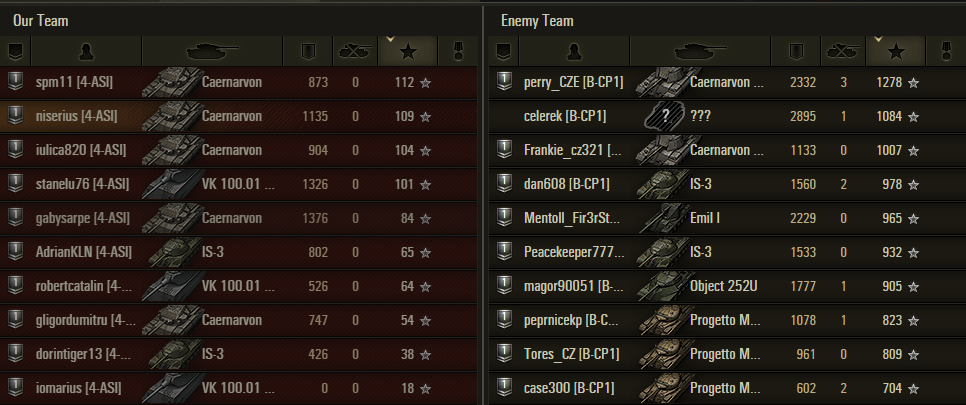 Our Team
spm11 [4-ASI] Caernarvon 873 0 112
niserius [4-ASI] Caernarvon 1135 0 109
iulica820 [4-ASI] Caernarvon 904 0 104
stanelu76 [4-ASI] VK 100.01 ... 1326 0 101
gabysarpe [4-ASI] Caernarvon 1376 0 84
AdrianKLN [4-ASI] IS-3 802 0 65
robertcatalin [4-... VK 100.01 ... 526 0 64
gligordumitru [4-... Caernarvon 747 0 54
dorintiger13 [4-... IS-3 426 0 38
iomarius [4-ASI] VK 100.01 ... 0 0 18
Enemy Team
perry_CZE [B-CP1] Caernarvon ... 2332 3 1278
celerek [B-CP1] ? ??? 2895 1 1084
Frankie_cz321 [... Caernarvon ... 1133 0 1007
dan608 [B-CP1] IS-3 1560 2 978
Mentoll_Fir3rSt... Emil I 2229 0 965
Peacekeeper777... IS-3 1533 0 932
magor90051 [B-... Object 252U 1777 1 905
peprnicekp [B-C... Progetto M... 1078 1 823
Tores_CZ [B-CP1] Progetto M... 961 0 809
case300 [B-CP1] Progetto M... 602 2 704